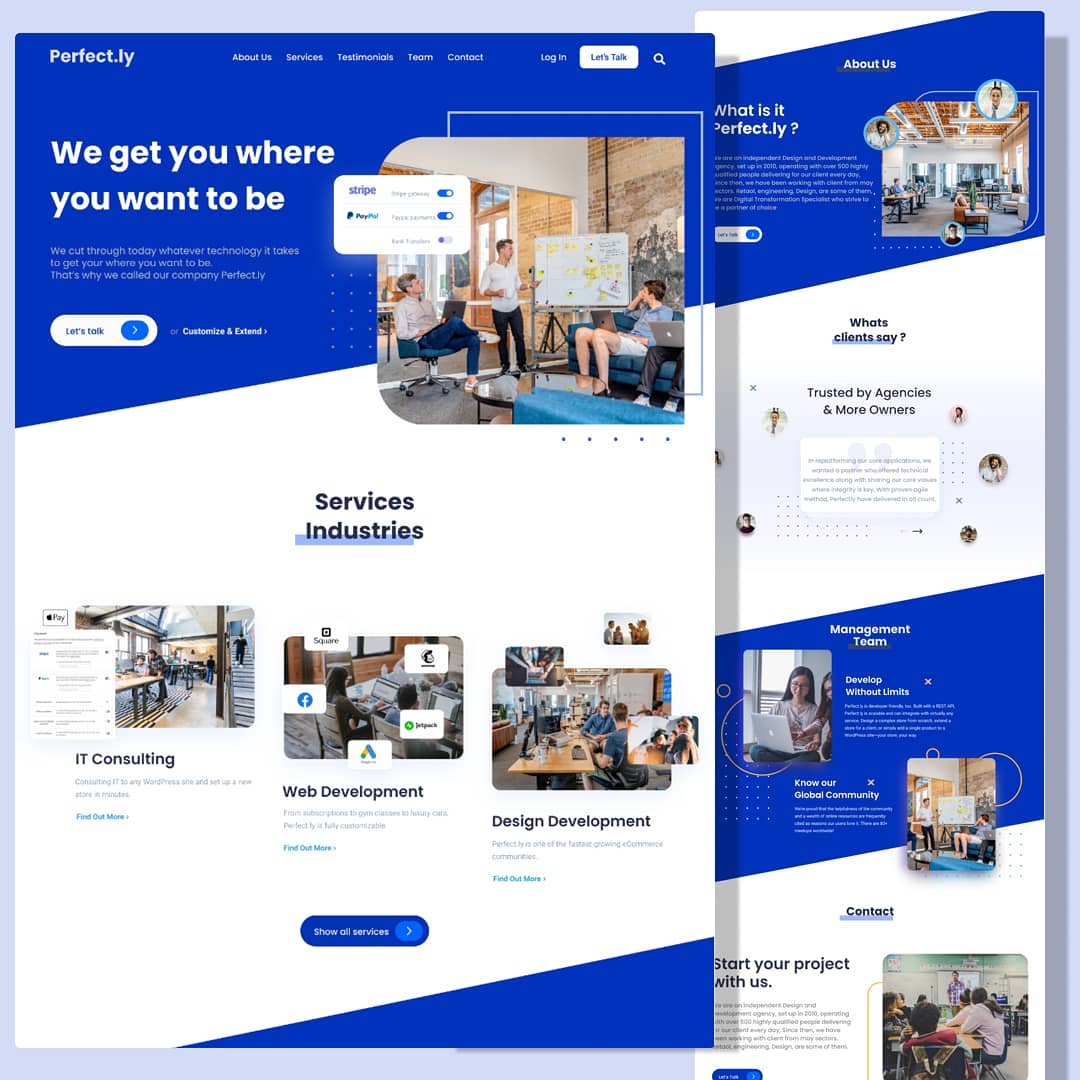 Perfect.ly
About Us
Services
Testimonials
Team
Contact
Log In
Let's Talk
We get you where
you want to be
We cut through today whatever technology it takes
to get your where you want to be.
That's why we called our company Perfect.ly
Let's talk
or Customize & Extend ›
stripe
Stripe gateway
PayPal
Paypal payments
Bank Transfers
Services
Industries
Pay
IT Consulting
Consulting IT to any WordPress site and set up a new
store in minutes.
Find Out More ›
Square
Jetpack
Web Development
From subscriptions to gym classes to luxury cars,
Perfect.ly is fully customizable.
Find Out More ›
Design Development
Perfect.ly is one of the fastest growing eCommerce
communities.
Find Out More ›
Show all services
About Us
What is it
Perfect.ly ?
are an independent Design and Development
agency, set up in 2010, operating with over 500 highly
qualified people delivering for our client every day,
Since then, we have been working with client from may
sectors. Retaol, engineering, Design, are some of them,
are Digital Transformation Specialist who strive to
a partner of choice
Let's Talk
Whats
clients say ?
Trusted by Agencies
& More Owners
In replatforming our core applications, we
wanted a partner who offered technical
excellence along with sharing our core values
where integrity is key. With proven agile
method, Perfectly have delivered in all count.
Management
Team
Develop
Without Limits
Perfect.ly is developer friendly, too. Built with a REST API,
Perfect.ly is scalable and can integrate with virtually any
service. Design a complex store from scratch, extend a
store for a client, or simply add a single product to a
WordPress site—your store, your way.
Know our
Global Community
We're proud that the helpfulness of the community
and a wealth of online resources are frequently
cited as reasons our users love it. There are 80+
meetups worldwide!
Contact
Start your project
with us.
are an independent Design and
development agency, set up in 2010, operating
with over 500 highly qualified people delivering
for our client every day, Since then, we have
been working with client from may sectors.
Retaol, engineering, Design, are some of them.
Let's Talk